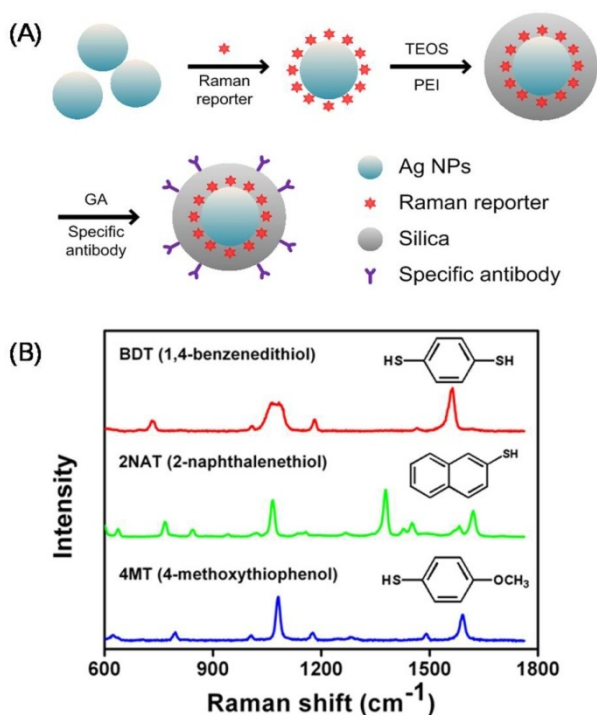 (A)
Raman
reporter
TEOS
PEI
GA
Specific
antibody
Ag NPs
Raman reporter
Silica
Specific antibody
(B)
BDT (1,4-benzenedithiol)
HS
SH
2NAT (2-naphthalenethiol)
SH
4MT (4-methoxythiophenol)
HS
OCH₃
Intensity
600 900 1200 1500 1800
Raman shift (cm⁻¹)